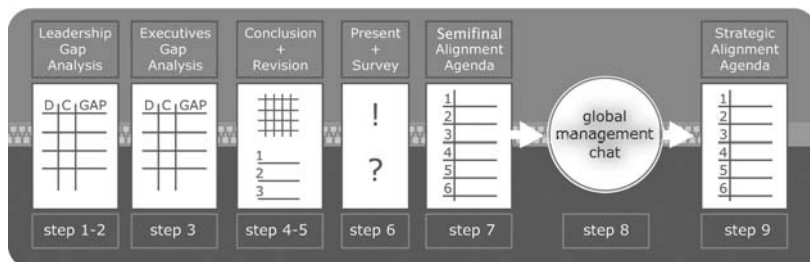 Leadership
Gap
Analysis
Executives
Gap
Analysis
Conclusion
+
Revision
Present
+
Survey
Semifinal
Alignment
Agenda
Strategic
Alignment
Agenda
D C GAP
D C GAP
1
2
3
!
?
1
2
3
4
5
6
global
management
chat
1
2
3
4
5
6
step 1-2
step 3
step 4-5
step 6
step 7
step 8
step 9